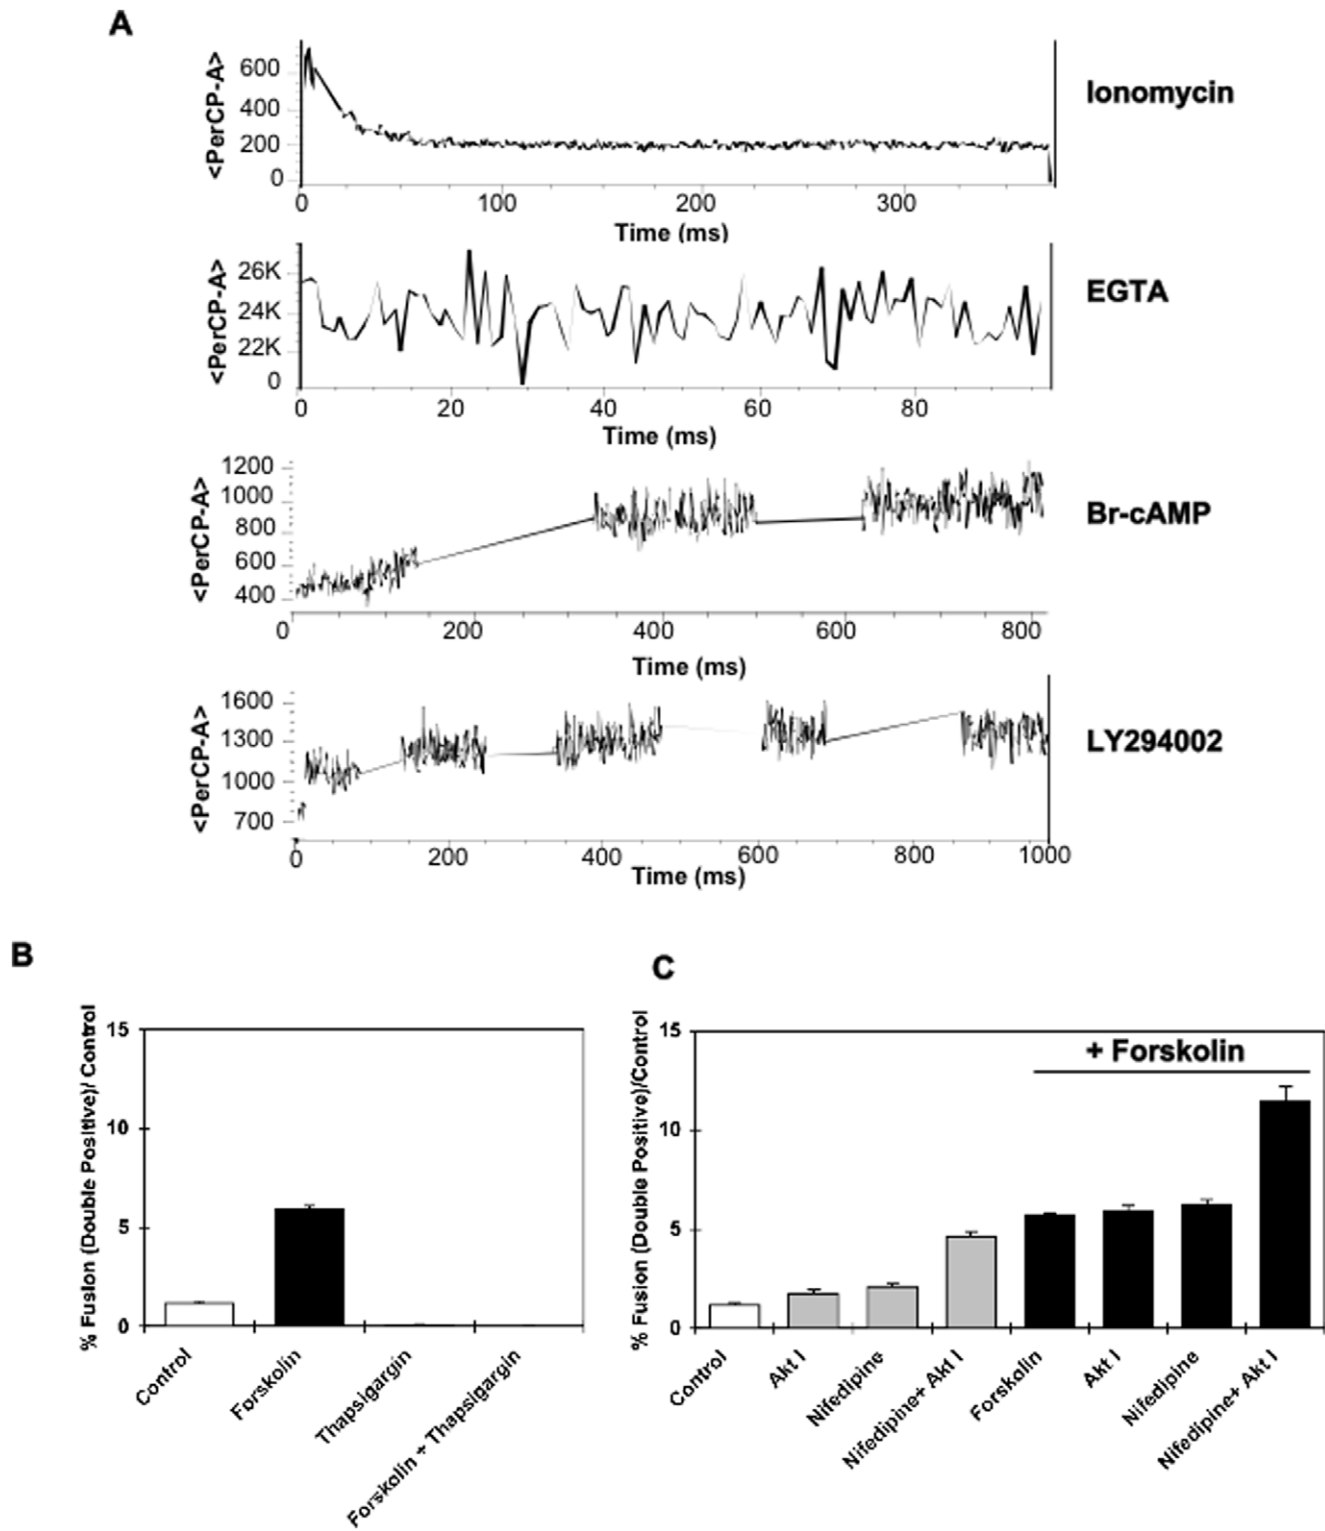 A
<PerCP-A>
600
400
200
0
0 100 200 300
Time (ms)
Ionomycin
<PerCP-A>
26K
24K
22K
0
0 20 40 60 80
Time (ms)
EGTA
<PerCP-A>
1200
1000
800
600
400
0 200 400 600 800
Time (ms)
Br-cAMP
<PerCP-A>
1600
1300
1000
700
0 200 400 600 800 1000
Time (ms)
LY294002
B
% Fusion (Double Positive)/ Control
15
10
5
0
Control
Forskolin
Thapsigargin
Forskolin + Thapsigargin
C
% Fusion (Double Positive)/Control
15
10
5
0
+ Forskolin
Control
Akt I
Nifedipine
Nifedipine+ Akt I
Forskolin
Akt I
Nifedipine
Nifedipine+ Akt I